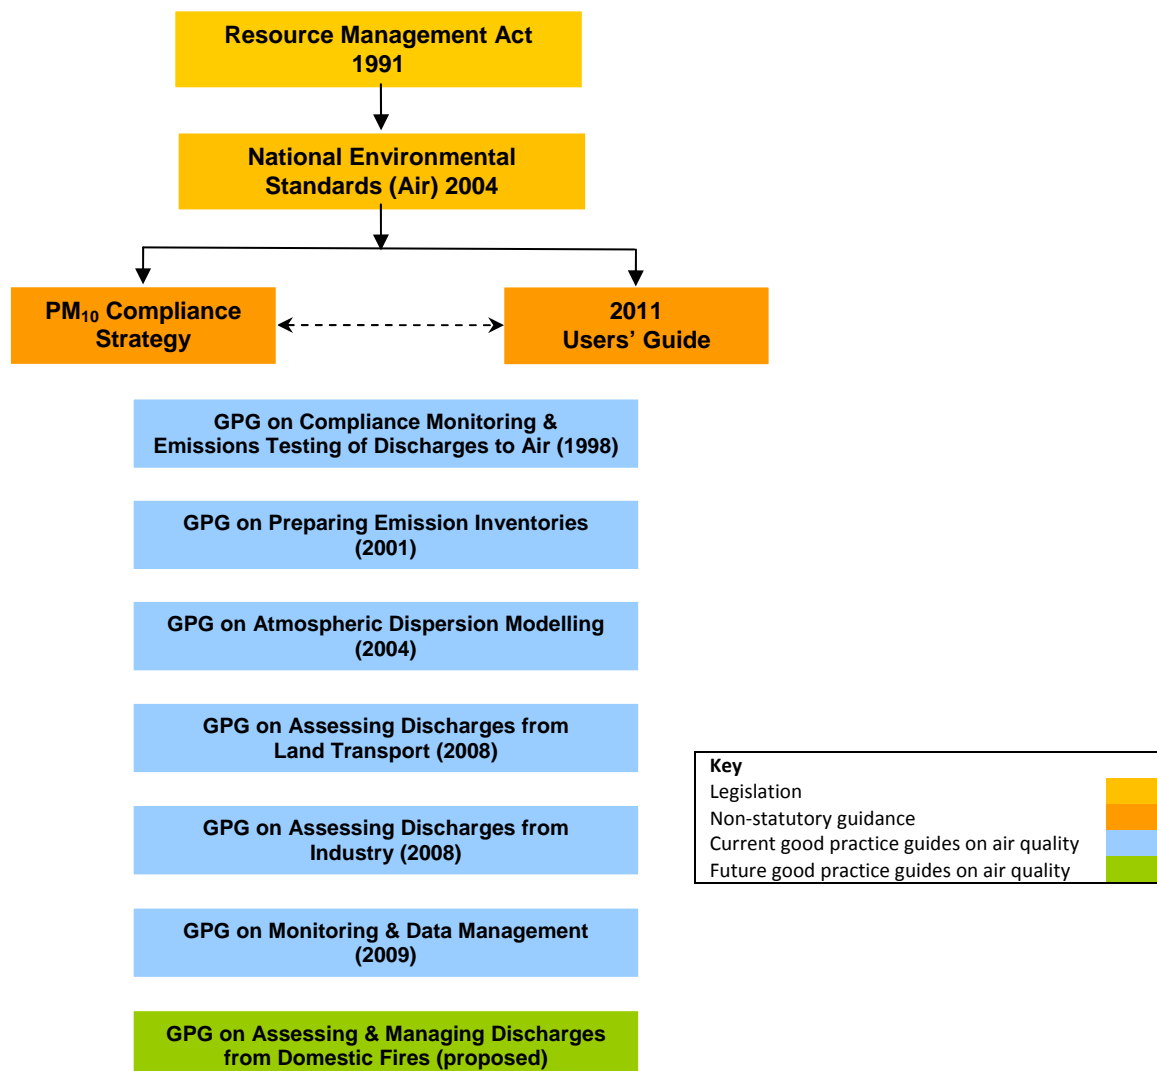 Resource Management Act
1991
National Environmental
Standards (Air) 2004
PM₁₀ Compliance
Strategy
2011
Users’ Guide
GPG on Compliance Monitoring &
Emissions Testing of Discharges to Air (1998)
GPG on Preparing Emission Inventories
(2001)
GPG on Atmospheric Dispersion Modelling
(2004)
GPG on Assessing Discharges from
Land Transport (2008)
GPG on Assessing Discharges from
Industry (2008)
GPG on Monitoring & Data Management
(2009)
GPG on Assessing & Managing Discharges
from Domestic Fires (proposed)
Key
Legislation
Non-statutory guidance
Current good practice guides on air quality
Future good practice guides on air quality